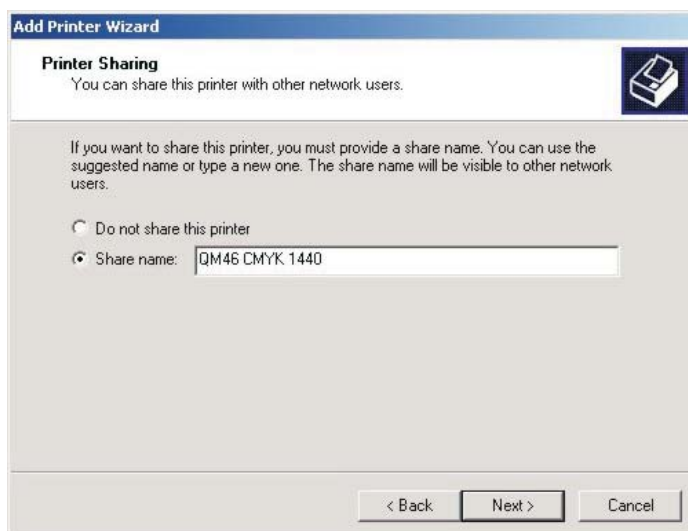 Add Printer Wizard
Printer Sharing
You can share this printer with other network users.
If you want to share this printer, you must provide a share name. You can use the
suggested name or type a new one. The share name will be visible to other network
users.
Do not share this printer
Share name: QM46 CMYK 1440
< Back Next > Cancel